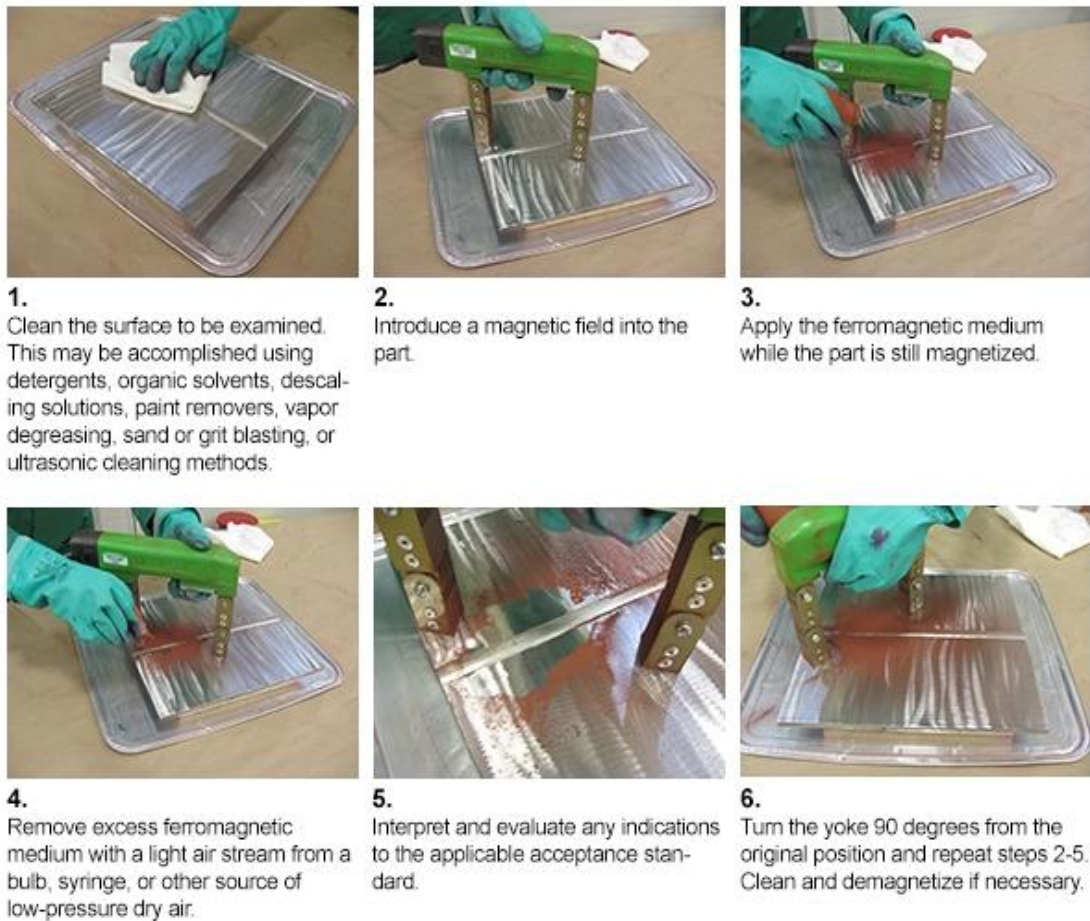 1.
Clean the surface to be examined.
This may be accomplished using
detergents, organic solvents, descal-
ing solutions, paint removers, vapor
degreasing, sand or grit blasting, or
ultrasonic cleaning methods.
2.
Introduce a magnetic field into the
part.
3.
Apply the ferromagnetic medium
while the part is still magnetized.
4.
Remove excess ferromagnetic
medium with a light air stream from a
bulb, syringe, or other source of
low-pressure dry air.
5.
Interpret and evaluate any indications
to the applicable acceptance stan-
dard.
6.
Turn the yoke 90 degrees from the
original position and repeat steps 2-5.
Clean and demagnetize if necessary.